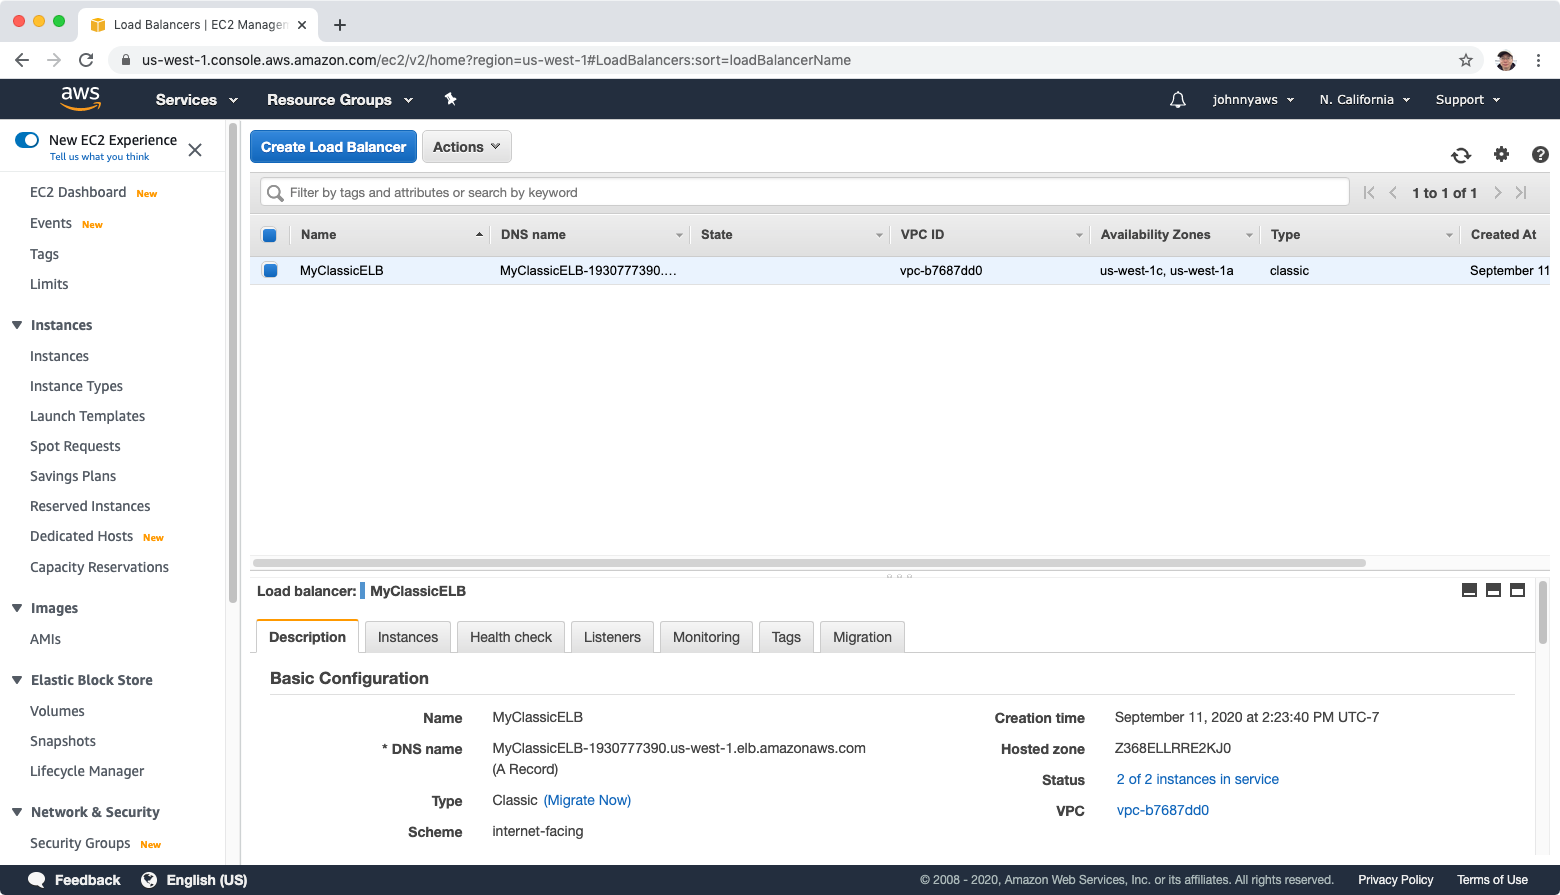 Load Balancers | EC2 Manager
us-west-1.console.aws.amazon.com/ec2/v2/home?region=us-west-1#LoadBalancers:sort=loadBalancerName
aws
Services
Resource Groups
johnnyaws
N. California
Support
New EC2 Experience
Tell us what you think
EC2 Dashboard New
Events New
Tags
Limits
Instances
Instances
Instance Types
Launch Templates
Spot Requests
Savings Plans
Reserved Instances
Dedicated Hosts New
Capacity Reservations
Images
AMIs
Elastic Block Store
Volumes
Snapshots
Lifecycle Manager
Network & Security
Security Groups New
Create Load Balancer
Actions
Filter by tags and attributes or search by keyword
1 to 1 of 1
Name DNS name State VPC ID Availability Zones Type Created At
MyClassicELB MyClassicELB-1930777390.... vpc-b7687dd0 us-west-1c, us-west-1a classic September 11
Load balancer: MyClassicELB
Description Instances Health check Listeners Monitoring Tags Migration
Basic Configuration
Name MyClassicELB
* DNS name MyClassicELB-1930777390.us-west-1.elb.amazonaws.com
(A Record)
Type Classic (Migrate Now)
Scheme internet-facing
Creation time September 11, 2020 at 2:23:40 PM UTC-7
Hosted zone Z368ELLRRE2KJ0
Status 2 of 2 instances in service
VPC vpc-b7687dd0
Feedback
English (US)
© 2008 - 2020, Amazon Web Services, Inc. or its affiliates. All rights reserved.
Privacy Policy
Terms of Use